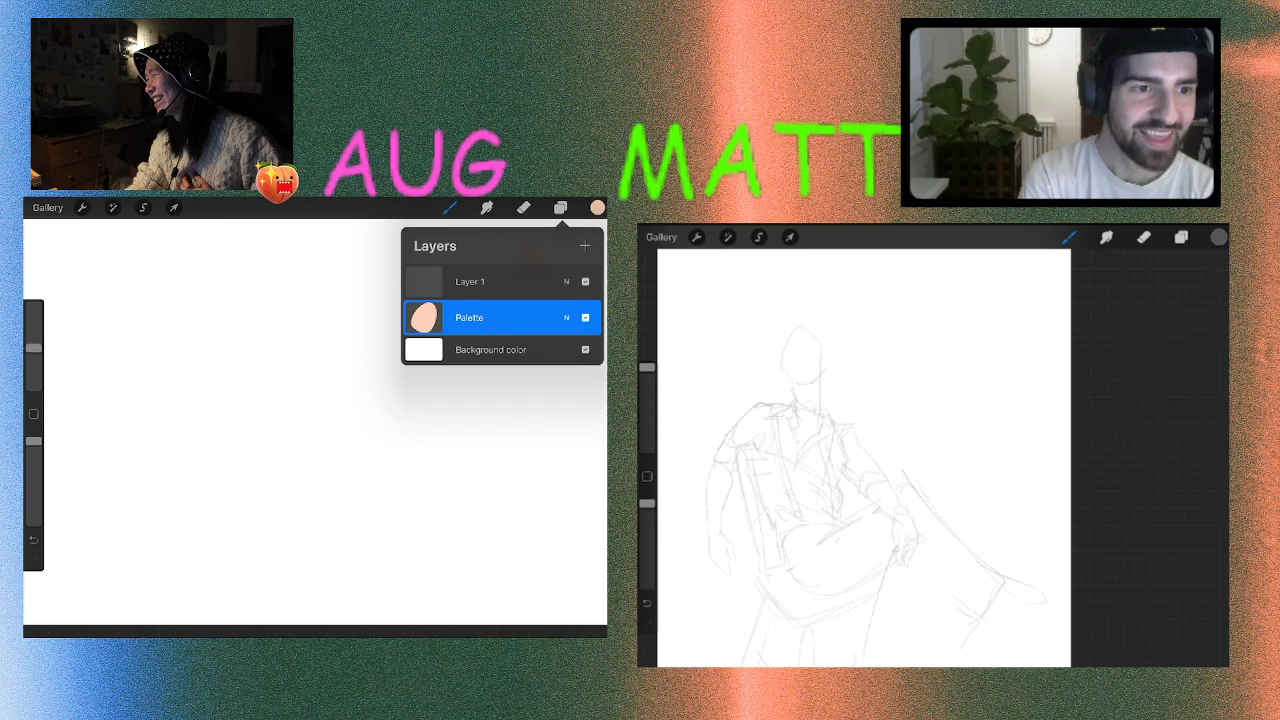 AUG
MATT
Gallery
Layers
Layer 1 N
Palette N
Background color
Gallery